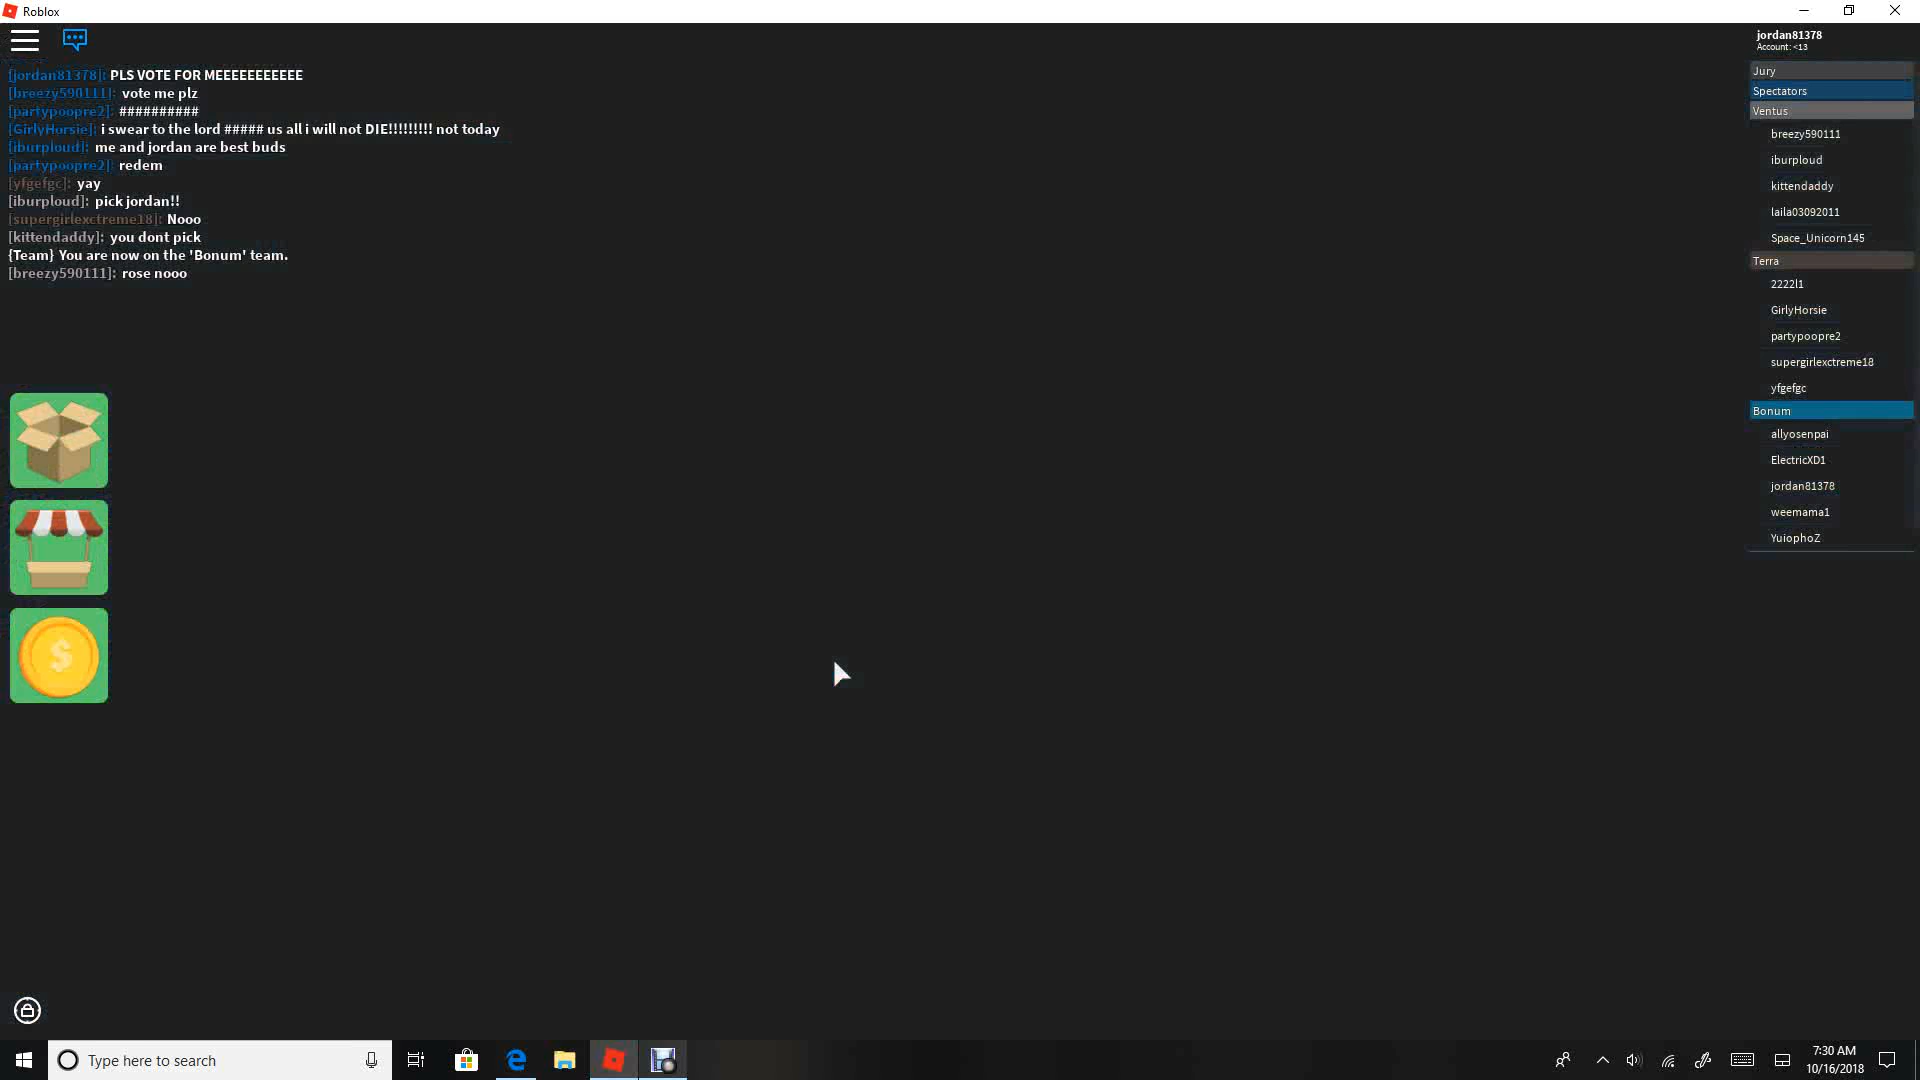 Roblox
jordan81378
Account: <13
[jordan81378]: PLS VOTE FOR MEEEEEEEEEEE
[breezy590111]: vote me plz
[partypoopre2]: ##########
[GirlyHorsie]: i swear to the lord ##### us all i will not DIE!!!!!!!!! not today
[iburploud]: me and jordan are best buds
[partypoopre2]: redem
[yfgefgc]: yay
[iburploud]: pick jordan!!
[supergirlexctreme18]: Nooo
[kittendaddy]: you dont pick
{Team} You are now on the 'Bonum' team.
[breezy590111]: rose nooo
Jury
Spectators
Ventus
breezy590111
iburploud
kittendaddy
laila03092011
Space_Unicorn145
Terra
2222l1
GirlyHorsie
partypoopre2
supergirlexctreme18
yfgefgc
Bonum
allyosenpai
ElectricXD1
jordan81378
weemama1
YuiophoZ
$
Type here to search
7:30 AM
10/16/2018